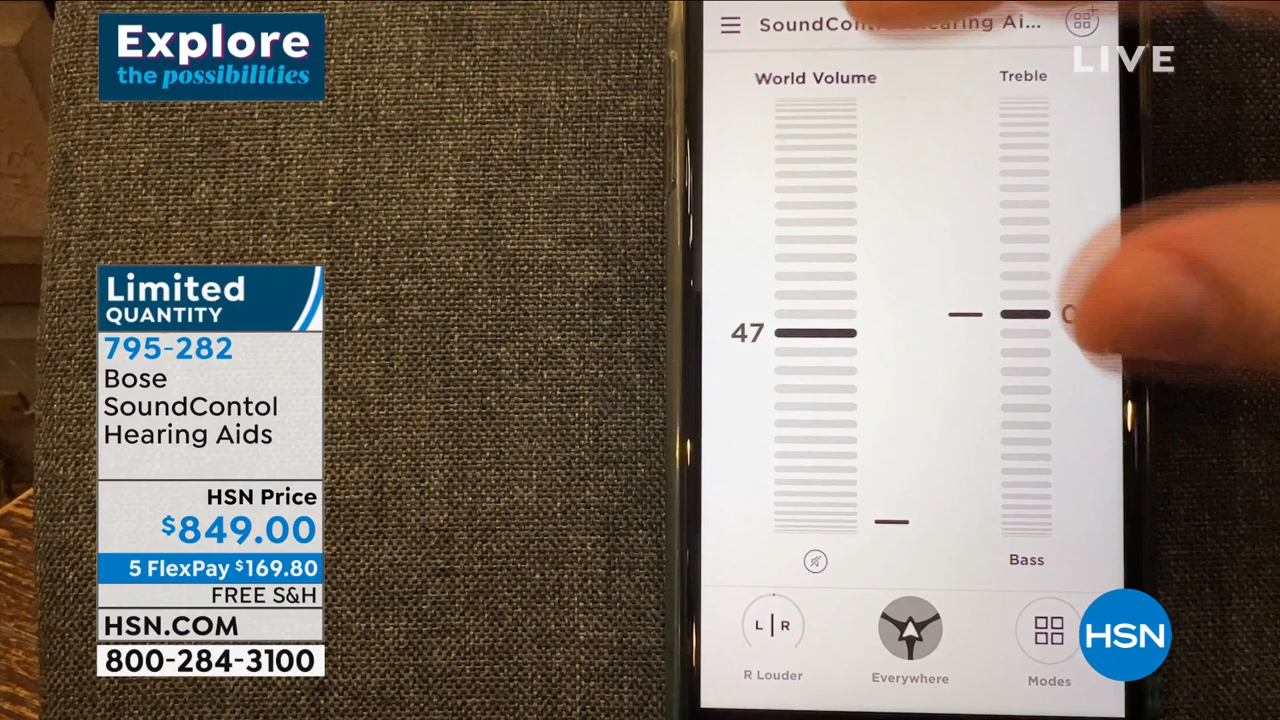 Explore
the possibilities
Limited
QUANTITY
795-282
Bose
SoundContol
Hearing Aids
HSN Price
$849.00
5 FlexPay $169.80
FREE S&H
HSN.COM
800-284-3100
LIVE
World Volume
Treble
47
Bass
L | R
R Louder
Everywhere
Modes
HSN